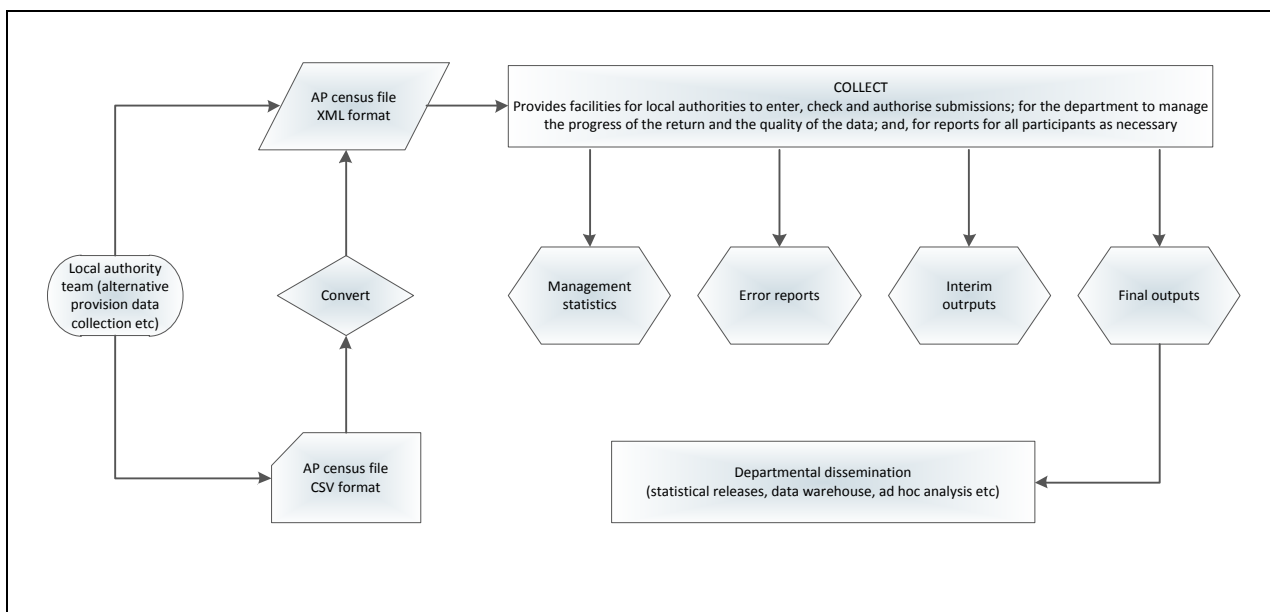 AP census file
XML format
COLLECT
Provides facilities for local authorities to enter, check and authorise submissions; for the department to manage
the progress of the return and the quality of the data; and, for reports for all participants as necessary
Local authority
team (alternative
provision data
collection etc)
Convert
Management
statistics
Error reports
Interim
outrputs
Final outputs
AP census file
CSV format
Departmental dissemination
(statistical releases, data warehouse, ad hoc analysis etc)